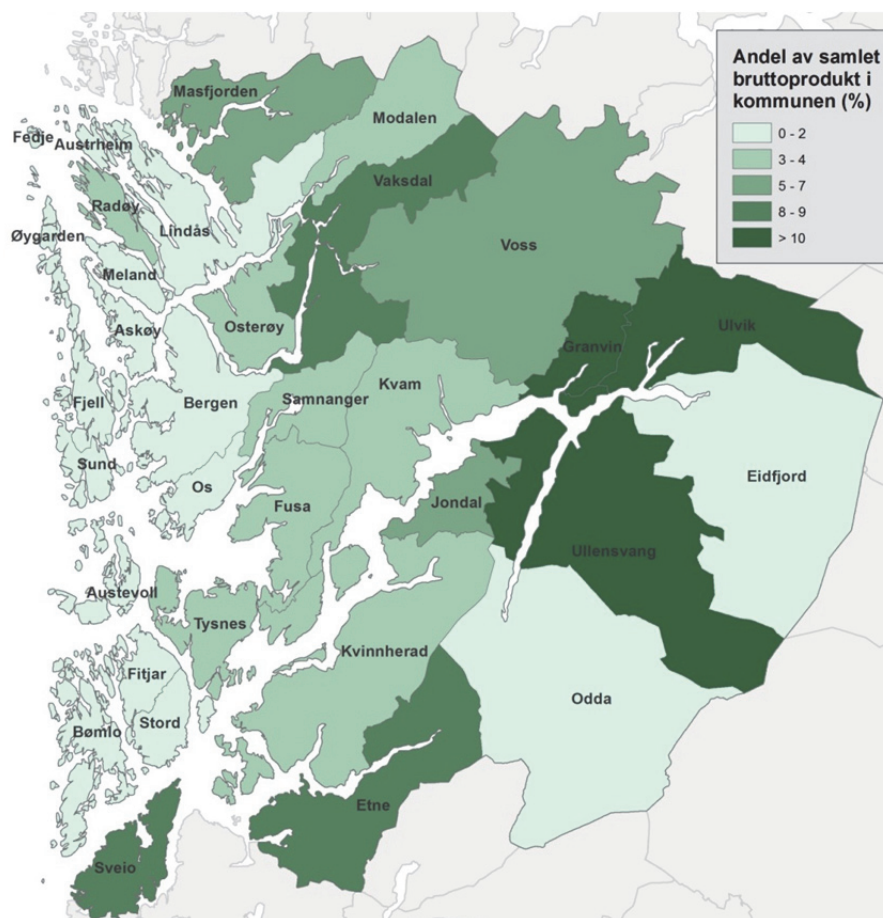 Andel av samlet
bruttoprodukt i
kommunen (%)
0 - 2
3 - 4
5 - 7
8 - 9
> 10
Masfjorden
Modalen
Fedje
Austrheim
Vaksdal
Radøy
Lindås
Øygarden
Voss
Meland
Askøy
Osterøy
Ulvik
Granvin
Kvam
Fjell
Bergen
Samnanger
Sund
Os
Eidfjord
Fusa
Jondal
Ullensvang
Austevoll
Tysnes
Kvinnherad
Fitjar
Odda
Bømlo
Stord
Etne
Sveio